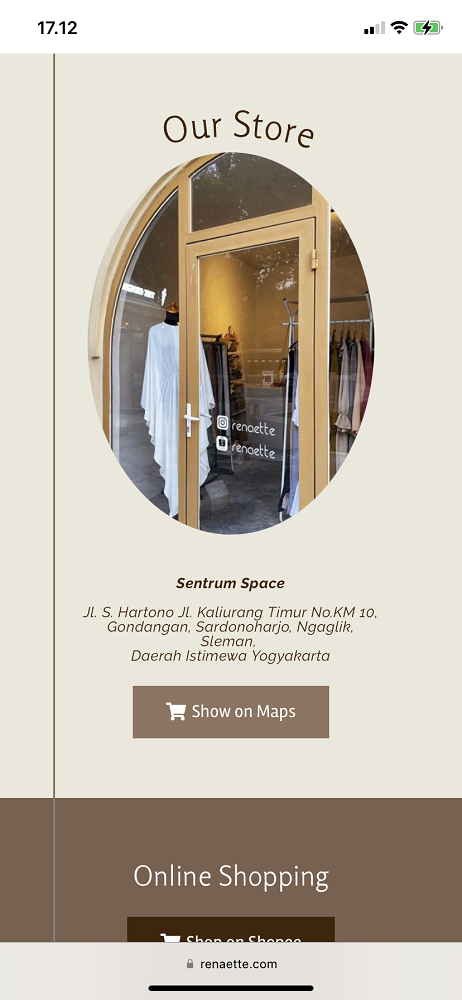 17.12
Our Store
renaette
renaette
Sentrum Space
Jl. S. Hartono Jl. Kaliurang Timur No.KM 10,
Gondangan, Sardonoharjo, Ngaglik,
Sleman,
Daerah Istimewa Yogyakarta
Show on Maps
Online Shopping
Shop on Shopee
renaette.com